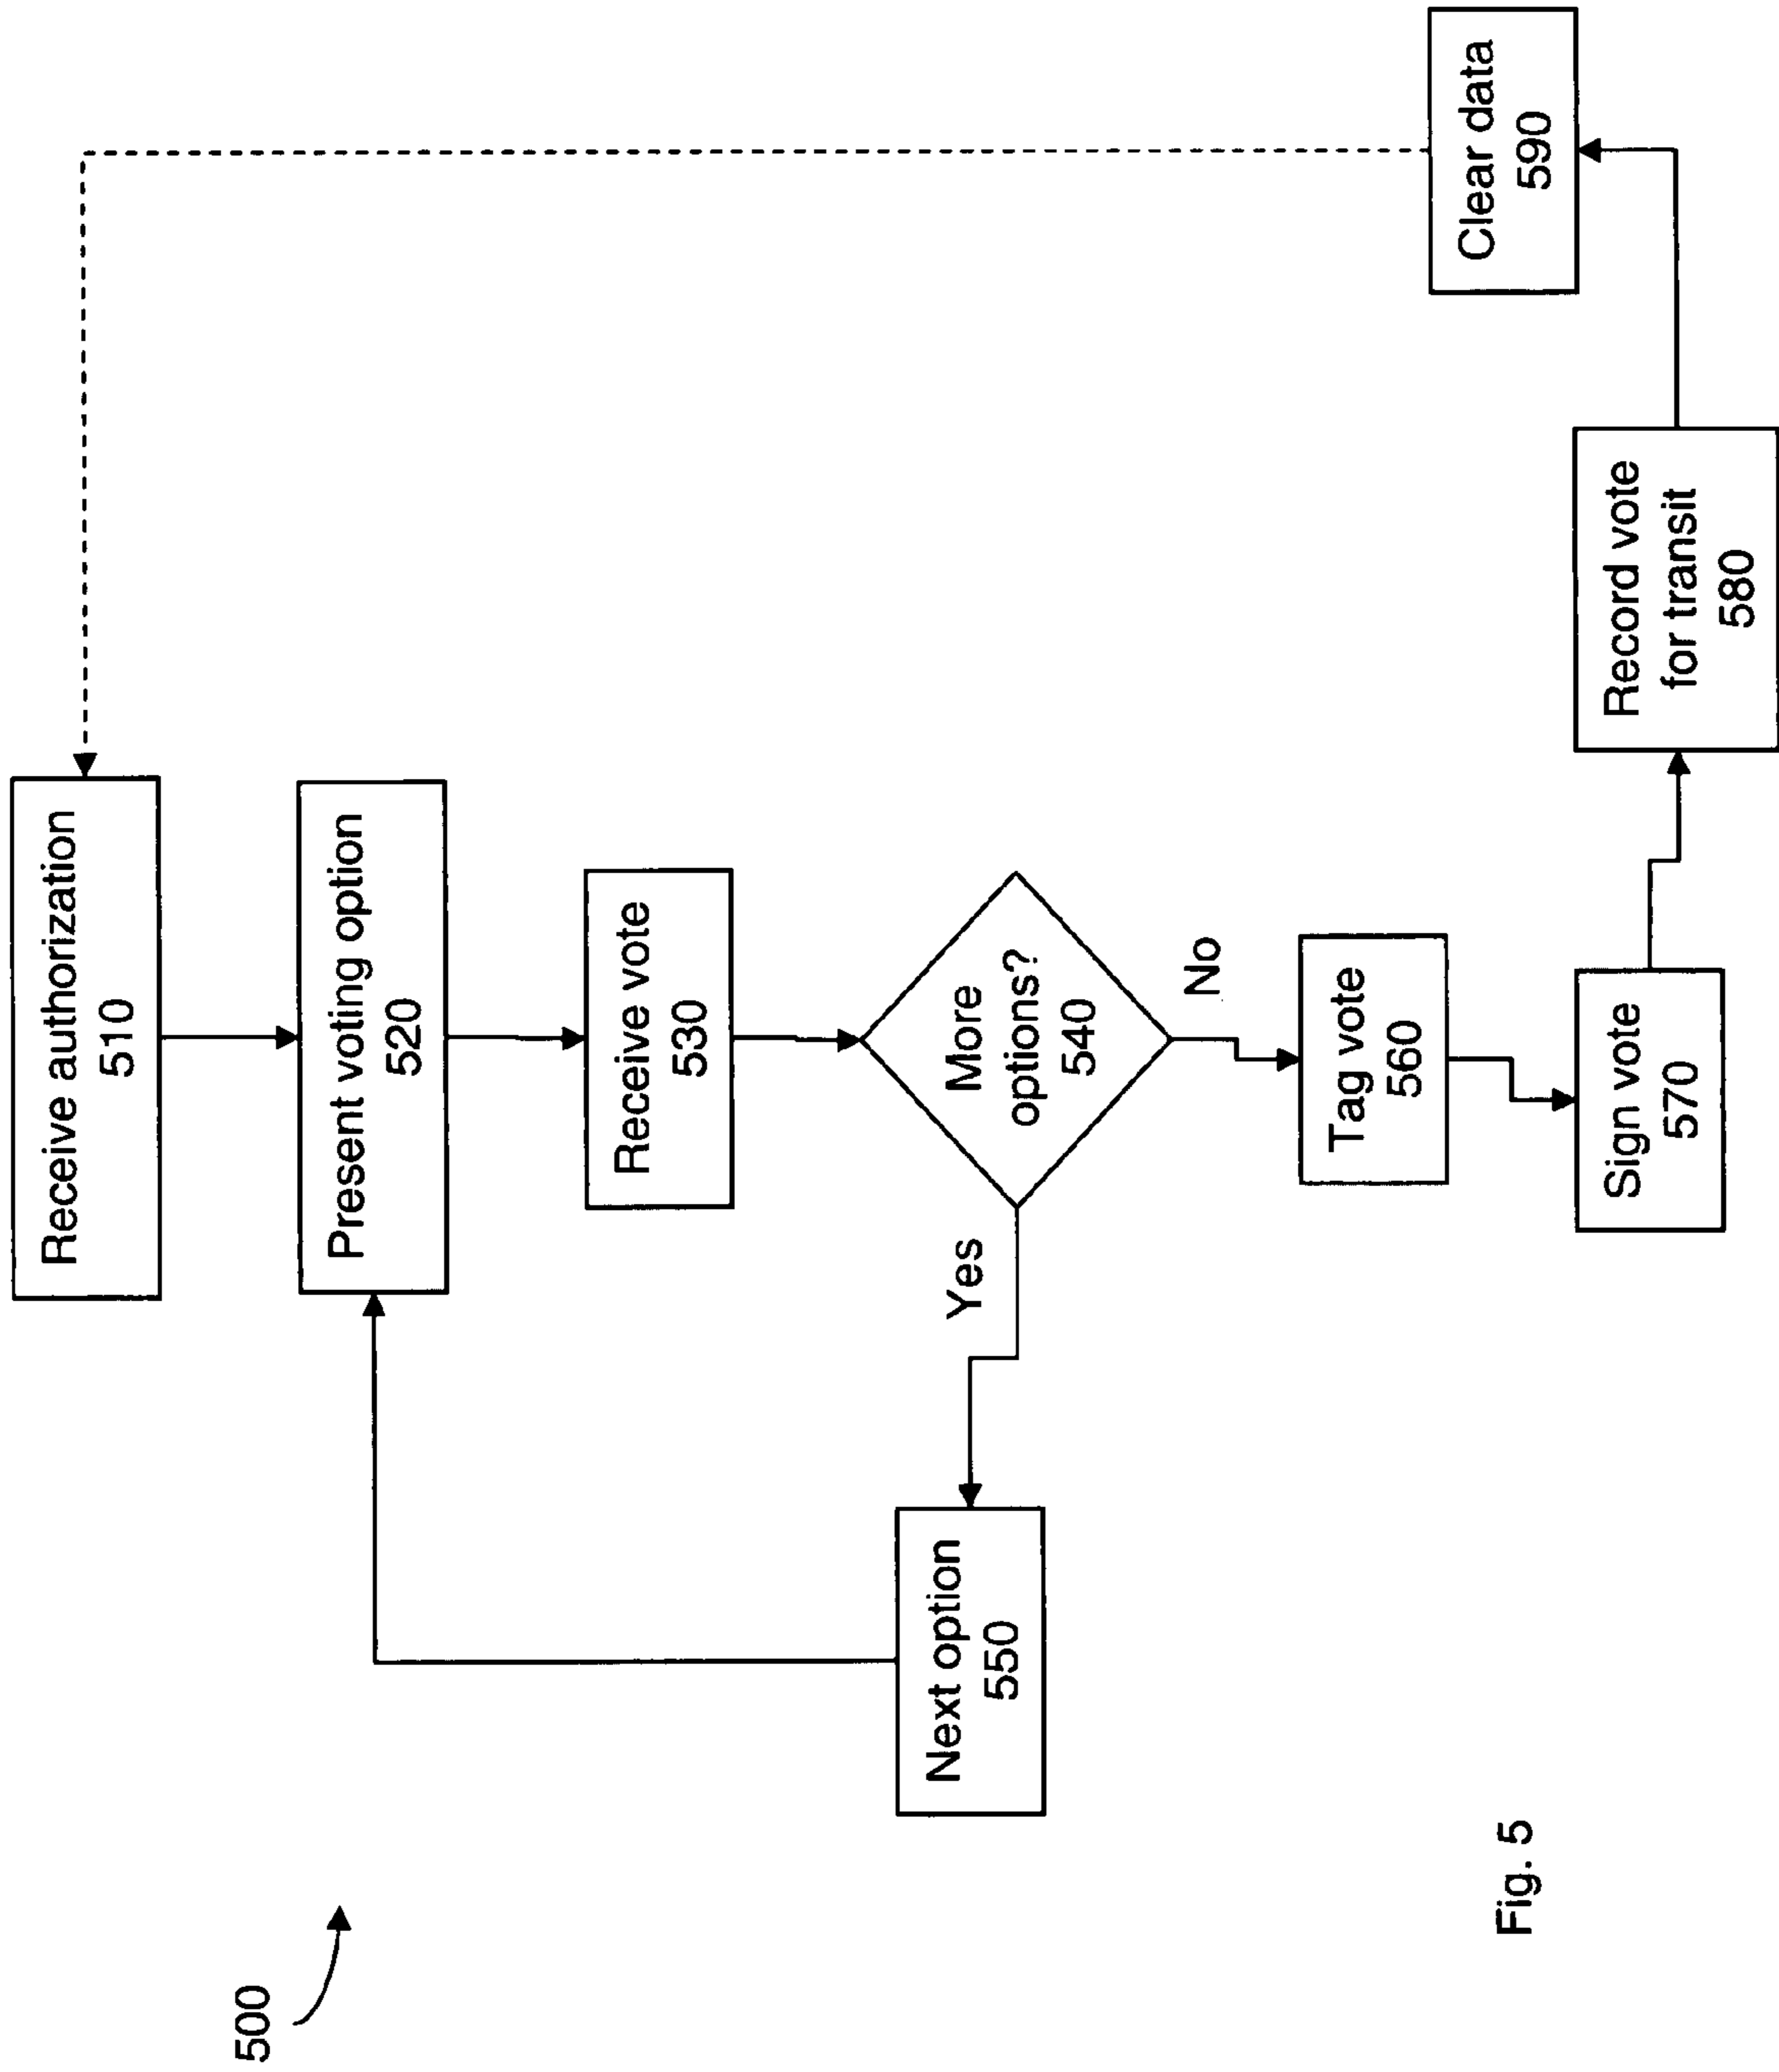 500
Receive authorization
510
Present voting option
520
Receive vote
530
More
options?
540
Yes
No
Next option
550
Tag vote
560
Sign vote
570
Record vote
for transit
580
Clear data
590
Fig. 5